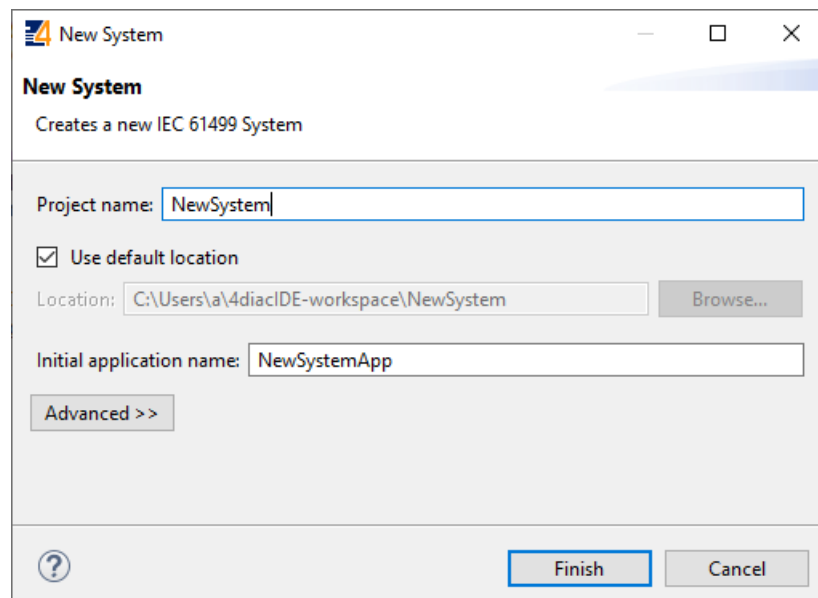 New System
New System
Creates a new IEC 61499 System
Project name: NewSystem
Use default location
Location: C:\Users\a\4diacIDE-workspace\NewSystem Browse...
Initial application name: NewSystemApp
Advanced >>
Finish Cancel